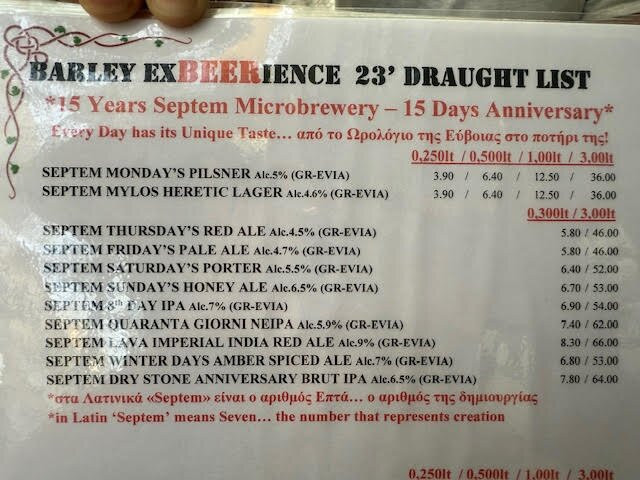 BARLEY EXBEERIENCE 23' DRAUGHT LIST
*15 Years Septem Microbrewery – 15 Days Anniversary*
Every Day has its Unique Taste… από το Ωρολόγιο της Εύβοιας στο ποτήρι της!
0,250lt / 0,500lt / 1,00lt / 3,00lt
SEPTEM MONDAY'S PILSNER Alc.5% (GR-EVIA) 3.90 / 6.40 / 12.50 / 36.00
SEPTEM MYLOS HERETIC LAGER Alc.4.6% (GR-EVIA) 3.90 / 6.40 / 12.50 / 36.00
0.300lt / 3,00lt
SEPTEM THURSDAY'S RED ALE Alc.4.5% (GR-EVIA) 5.80 / 46.00
SEPTEM FRIDAY'S PALE ALE Alc.4.7% (GR-EVIA) 5.80 / 46.00
SEPTEM SATURDAY'S PORTER Alc.5.5% (GR-EVIA) 6.40 / 52.00
SEPTEM SUNDAY'S HONEY ALE Alc.6.5% (GR-EVIA) 6.70 / 53.00
SEPTEM 8th DAY IPA Alc.7% (GR-EVIA) 6.90 / 54.00
SEPTEM QUARANTA GIORNI NEIPA Alc.5.9% (GR-EVIA) 7.40 / 62.00
SEPTEM LAVA IMPERIAL INDIA RED ALE Alc.9% (GR-EVIA) 8.30 / 66.00
SEPTEM WINTER DAYS AMBER SPICED ALE Alc.7% (GR-EVIA) 6.80 / 53.00
SEPTEM DRY STONE ANNIVERSARY BRUT IPA Alc.6.5% (GR-EVIA) 7.80 / 64.00
*στα Λατινικά «Septem» είναι ο αριθμός Επτά… ο αριθμός της δημιουργίας
*in Latin 'Septem' means Seven… the number that represents creation
0,250lt / 0,500lt / 1,00lt / 3,00lt